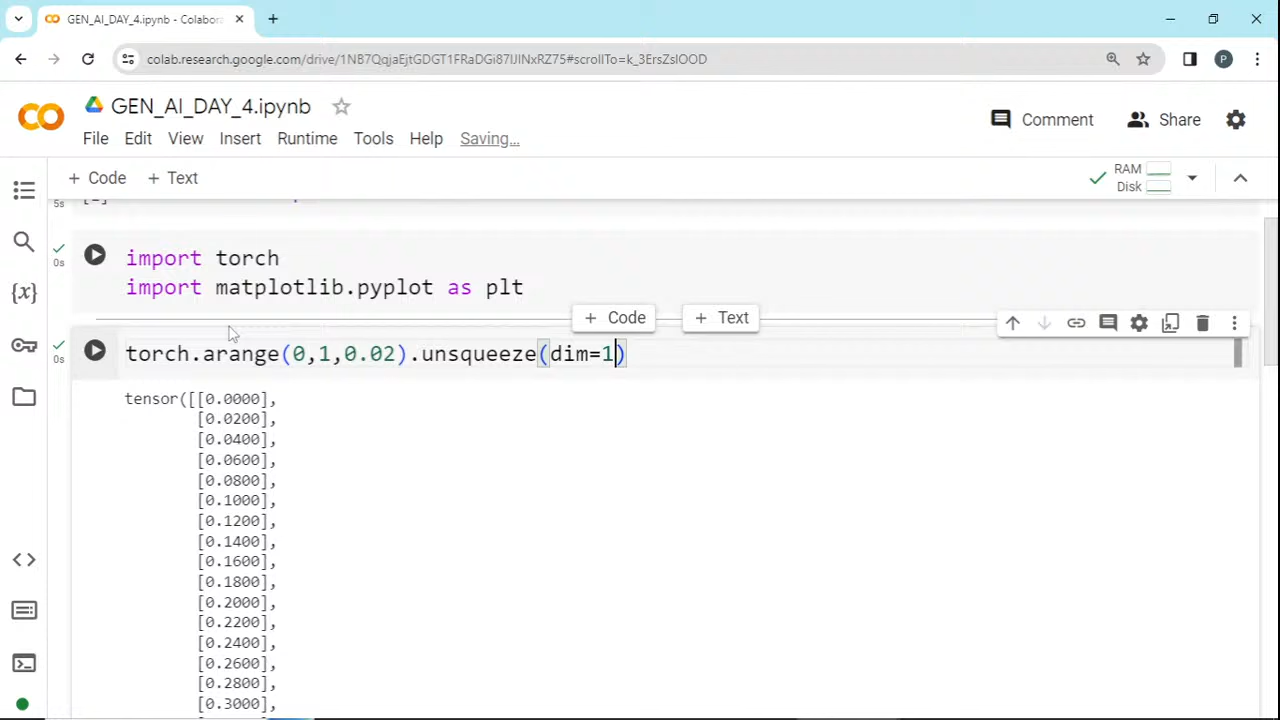 GEN_AI_DAY_4.ipynb - Colabora
colab.research.google.com/drive/1NB7QqjaEjtGDGT1FRaDGi87IJINxRZ75#scrollTo=k_3ErsZsIOOD
P
GEN_AI_DAY_4.ipynb
Comment
Share
File Edit View Insert Runtime Tools Help Saving...
+ Code + Text
RAM
Disk
5s
0s
import torch
import matplotlib.pyplot as plt
+ Code + Text
{x}
0s
torch.arange(0,1,0.02).unsqueeze(dim=1)
tensor([[0.0000],
[0.0200],
[0.0400],
[0.0600],
[0.0800],
[0.1000],
[0.1200],
[0.1400],
[0.1600],
[0.1800],
[0.2000],
[0.2200],
[0.2400],
[0.2600],
[0.2800],
[0.3000],